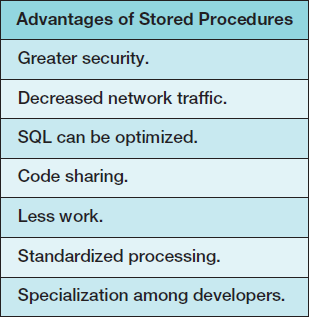 Advantages of Stored Procedures
Greater security.
Decreased network traffic.
SQL can be optimized.
Code sharing.
Less work.
Standardized processing.
Specialization among developers.